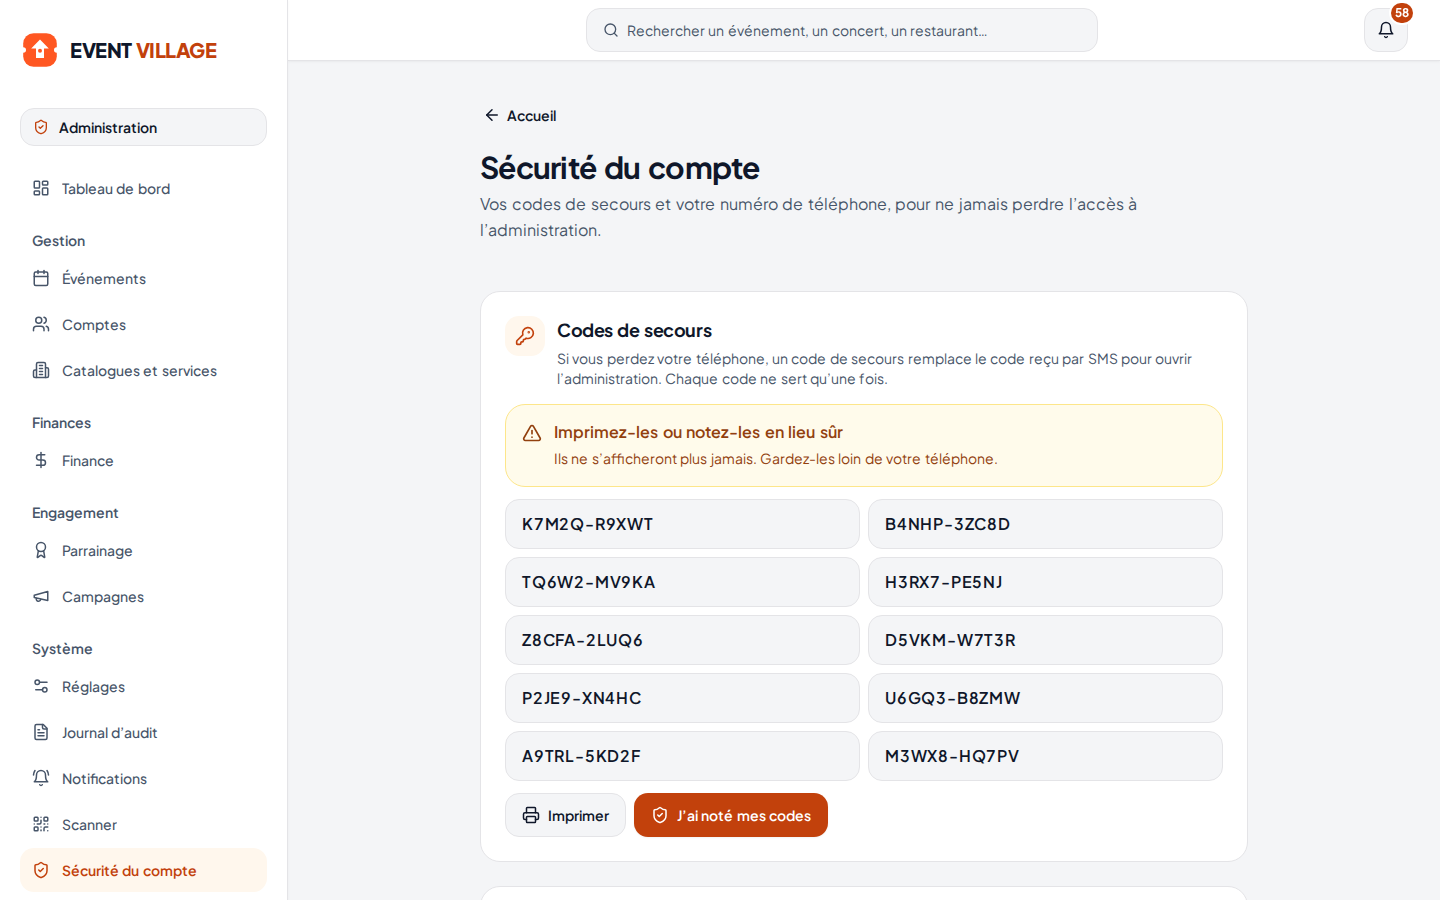 EVENT VILLAGE
Rechercher un événement, un concert, un restaurant...
58
Administration
Tableau de bord
Gestion
Événements
Comptes
Catalogues et services
Finances
Finance
Engagement
Parrainage
Campagnes
Système
Réglages
Journal d’audit
Notifications
Scanner
Sécurité du compte
Accueil
Sécurité du compte
Vos codes de secours et votre numéro de téléphone, pour ne jamais perdre l’accès à
l’administration.
Codes de secours
Si vous perdez votre téléphone, un code de secours remplace le code reçu par SMS pour ouvrir
l’administration. Chaque code ne sert qu’une fois.
Imprimez-les ou notez-les en lieu sûr
Ils ne s’afficheront plus jamais. Gardez-les loin de votre téléphone.
K7M2Q-R9XWT
B4NHP-3ZC8D
TQ6W2-MV9KA
H3RX7-PE5NJ
Z8CFA-2LUQ6
D5VKM-W7T3R
P2JE9-XN4HC
U6GQ3-B8ZMW
A9TRL-5KD2F
M3WX8-HQ7PV
Imprimer
J’ai noté mes codes